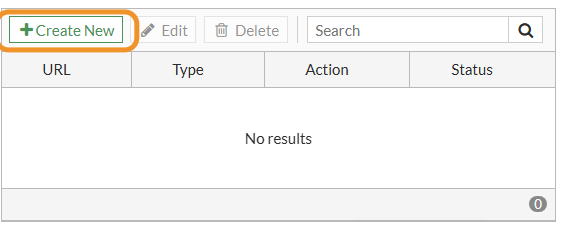 Create New Edit Delete Search
URL Type Action Status
No results
0